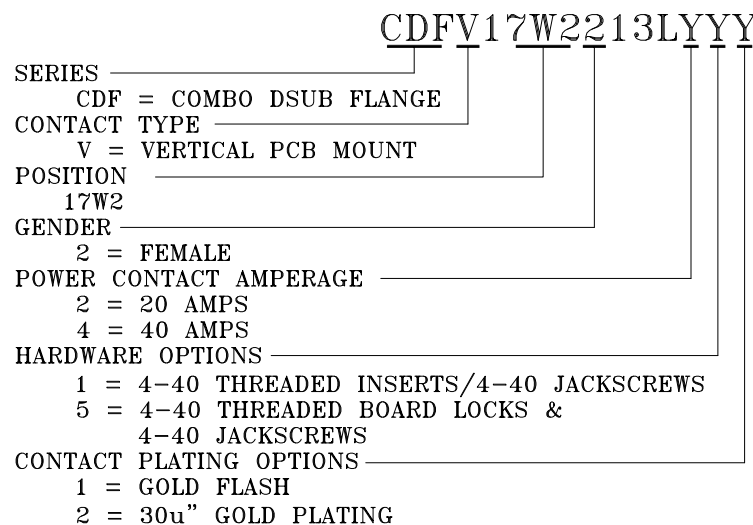 CDFV17W2213LYYY
SERIES
CDF = COMBO DSUB FLANGE
CONTACT TYPE
V = VERTICAL PCB MOUNT
POSITION
17W2
GENDER
2 = FEMALE
POWER CONTACT AMPERAGE
2 = 20 AMPS
4 = 40 AMPS
HARDWARE OPTIONS
1 = 4-40 THREADED INSERTS/4-40 JACKSCREWS
5 = 4-40 THREADED BOARD LOCKS &
4-40 JACKSCREWS
CONTACT PLATING OPTIONS
1 = GOLD FLASH
2 = 30u" GOLD PLATING